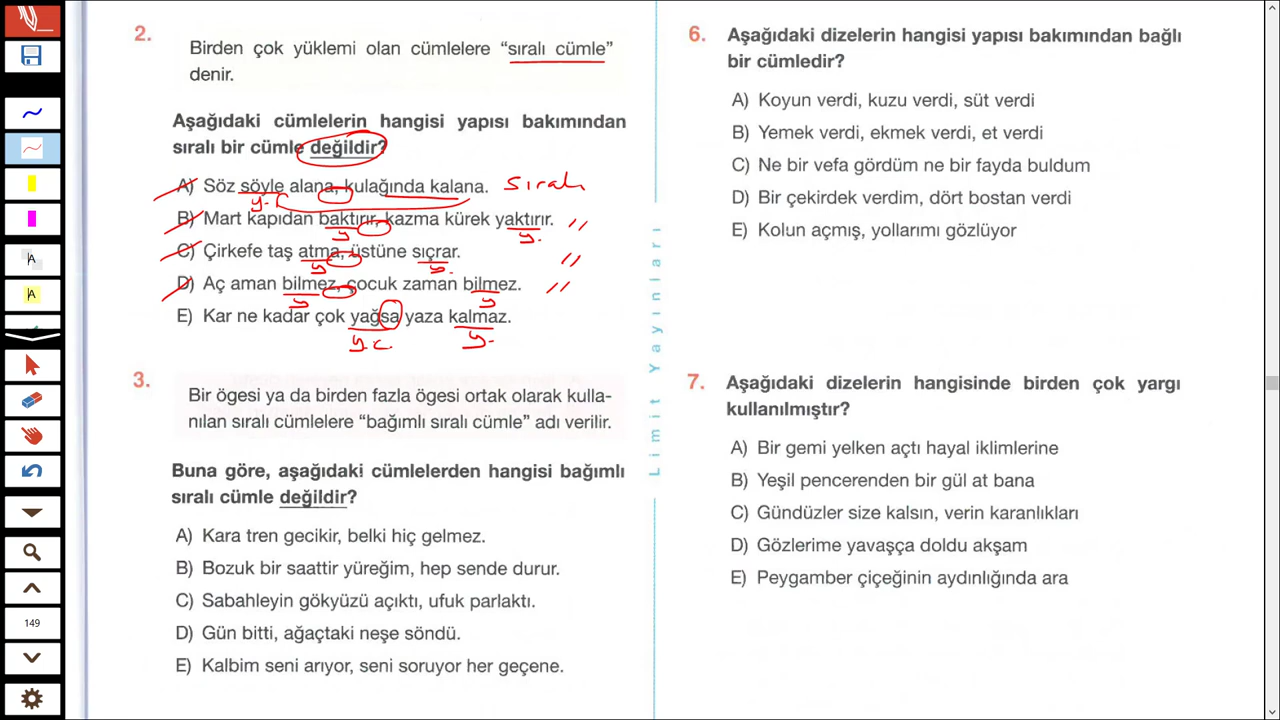 2.
Birden çok yüklemi olan cümlelere “sıralı cümle”
denir.
Aşağıdaki cümlelerin hangisi yapısı bakımından
sıralı bir cümle değildir?
A) Söz söyle alana, kulağında kalana. sıralı
y.
B) Mart kapıdan baktırır, kazma kürek yaktırır. "
y y.
C) Çirkefe taş atma, üstüne sıçrar. "
y y.
D) Aç aman bilmez, çocuk zaman bilmez. "
y y
E) Kar ne kadar çok yağsa yaza kalmaz.
y.c. y.
3.
Bir ögesi ya da birden fazla ögesi ortak olarak kulla-
nılan sıralı cümlelere “bağımlı sıralı cümle” adı verilir.
Buna göre, aşağıdaki cümlelerden hangisi bağımlı
sıralı cümle değildir?
A) Kara tren gecikir, belki hiç gelmez.
B) Bozuk bir saattir yüreğim, hep sende durur.
C) Sabahleyin gökyüzü açıktı, ufuk parlaktı.
D) Gün bitti, ağaçtaki neşe söndü.
E) Kalbim seni arıyor, seni soruyor her geçene.
Limit Yayınları
6. Aşağıdaki dizelerin hangisi yapısı bakımından bağlı
bir cümledir?
A) Koyun verdi, kuzu verdi, süt verdi
B) Yemek verdi, ekmek verdi, et verdi
C) Ne bir vefa gördüm ne bir fayda buldum
D) Bir çekirdek verdim, dört bostan verdi
E) Kolun açmış, yollarımı gözlüyor
7. Aşağıdaki dizelerin hangisinde birden çok yargı
kullanılmıştır?
A) Bir gemi yelken açtı hayal iklimlerine
B) Yeşil pencerenden bir gül at bana
C) Gündüzler size kalsın, verin karanlıkları
D) Gözlerime yavaşça doldu akşam
E) Peygamber çiçeğinin aydınlığında ara
A
A
149